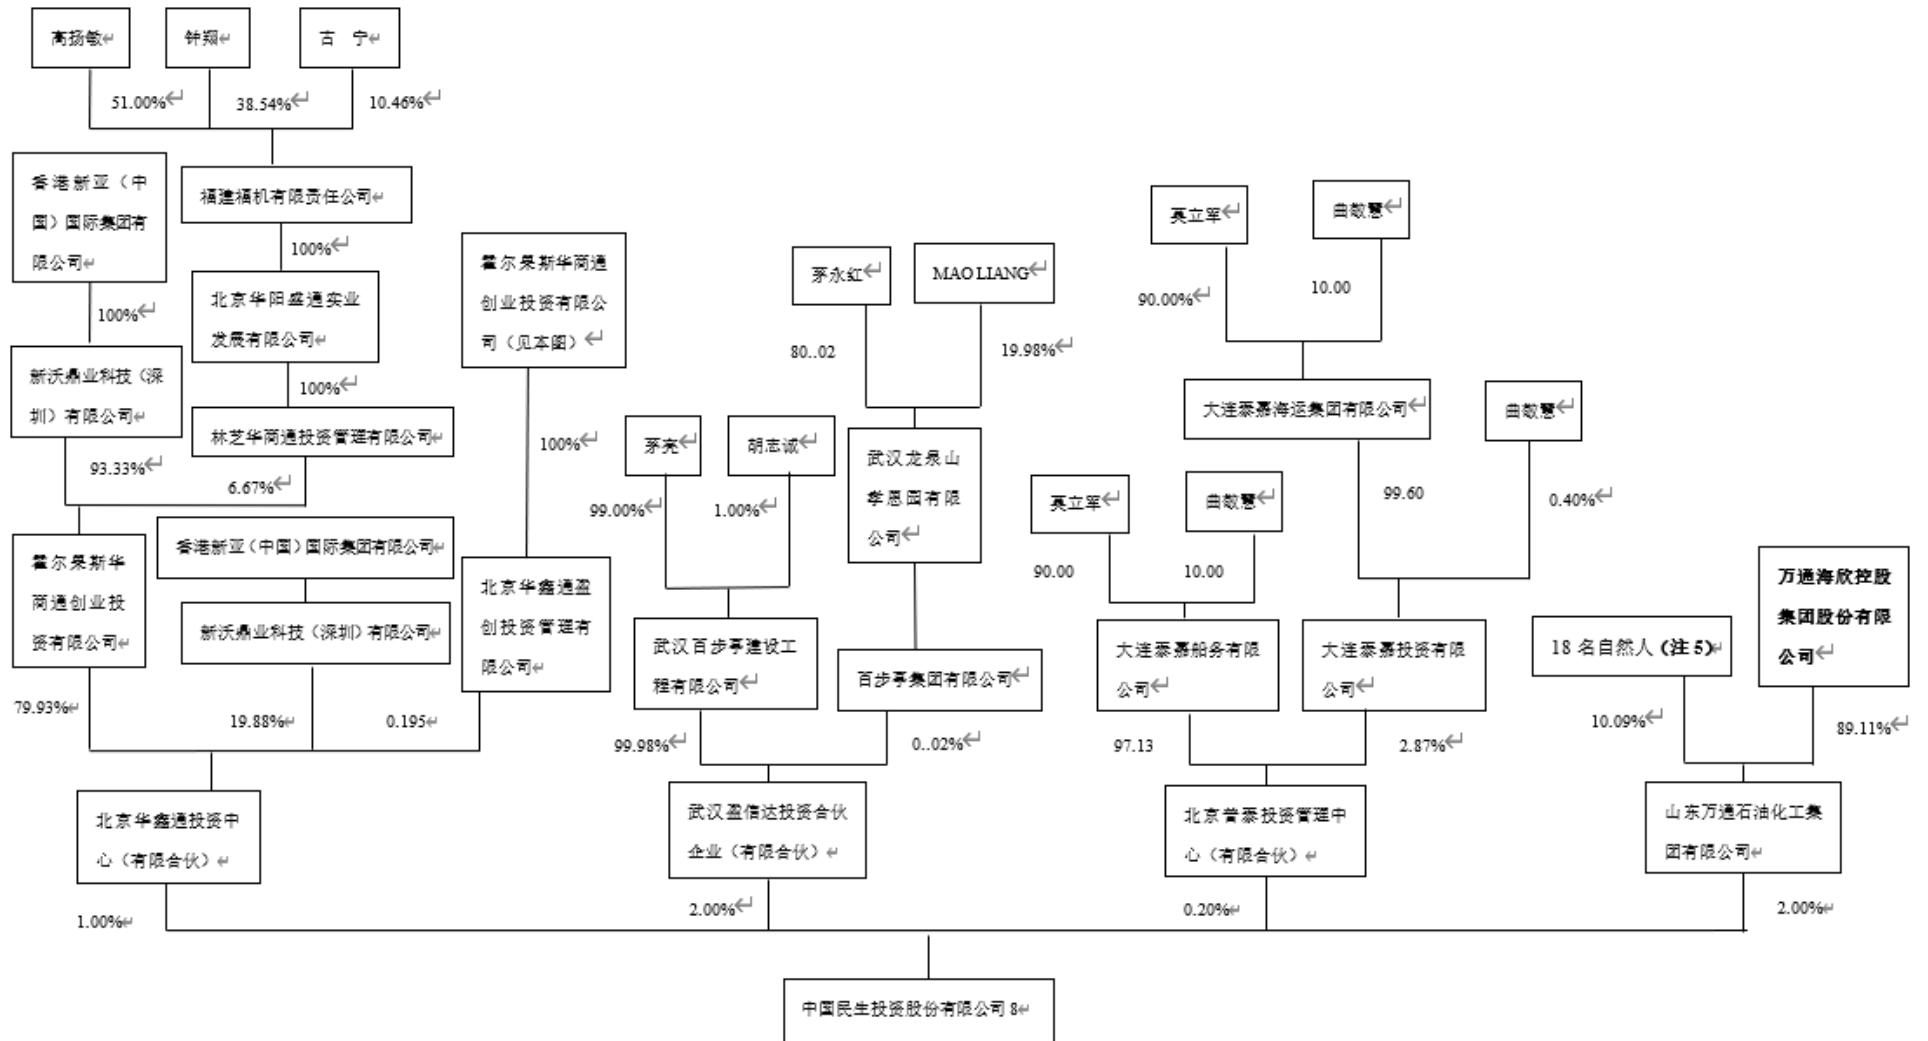 高扬敏
钟翔
古 宁
51.00%
38.54%
10.46%
香港新亚（中
国）国际集团有
限公司
福建福机有限责任公司
100%
100%
北京华阳盛通实业
发展有限公司
100%
新沃鼎业科技（深
圳）有限公司
林芝华商通投资管理有限公司
93.33%
6.67%
霍尔果斯华商通
创业投资有限公
司（见本图）
100%
霍尔果斯华
商通创业投
资有限公司
香港新亚（中国）国际集团有限公司
新沃鼎业科技（深圳）有限公司
北京华鑫通盈
创投资管理有
限公司
79.93%
19.88%
0.195
北京华鑫通投资中
心（有限合伙）
1.00%
茅永红
MAO LIANG
80..02
19.98%
茅亮
胡志诚
99.00%
1.00%
武汉龙泉山
孝恩园有限
公司
武汉百步亭建设工
程有限公司
百步亭集团有限公司
99.98%
0..02%
武汉盈信达投资合伙
企业（有限合伙）
2.00%
吴立军
曲敬慧
90.00%
10.00
大连泰嘉海运集团有限公司
曲敬慧
99.60
0.40%
吴立军
曲敬慧
90.00
10.00
大连泰嘉船务有限
公司
大连泰嘉投资有限
公司
97.13
2.87%
北京普泰投资管理中
心（有限合伙）
0.20%
18 名自然人（注 5）
万通海欣控股
集团股份有限
公司
10.09%
89.11%
山东万通石油化工集
团有限公司
2.00%
中国民生投资股份有限公司 8